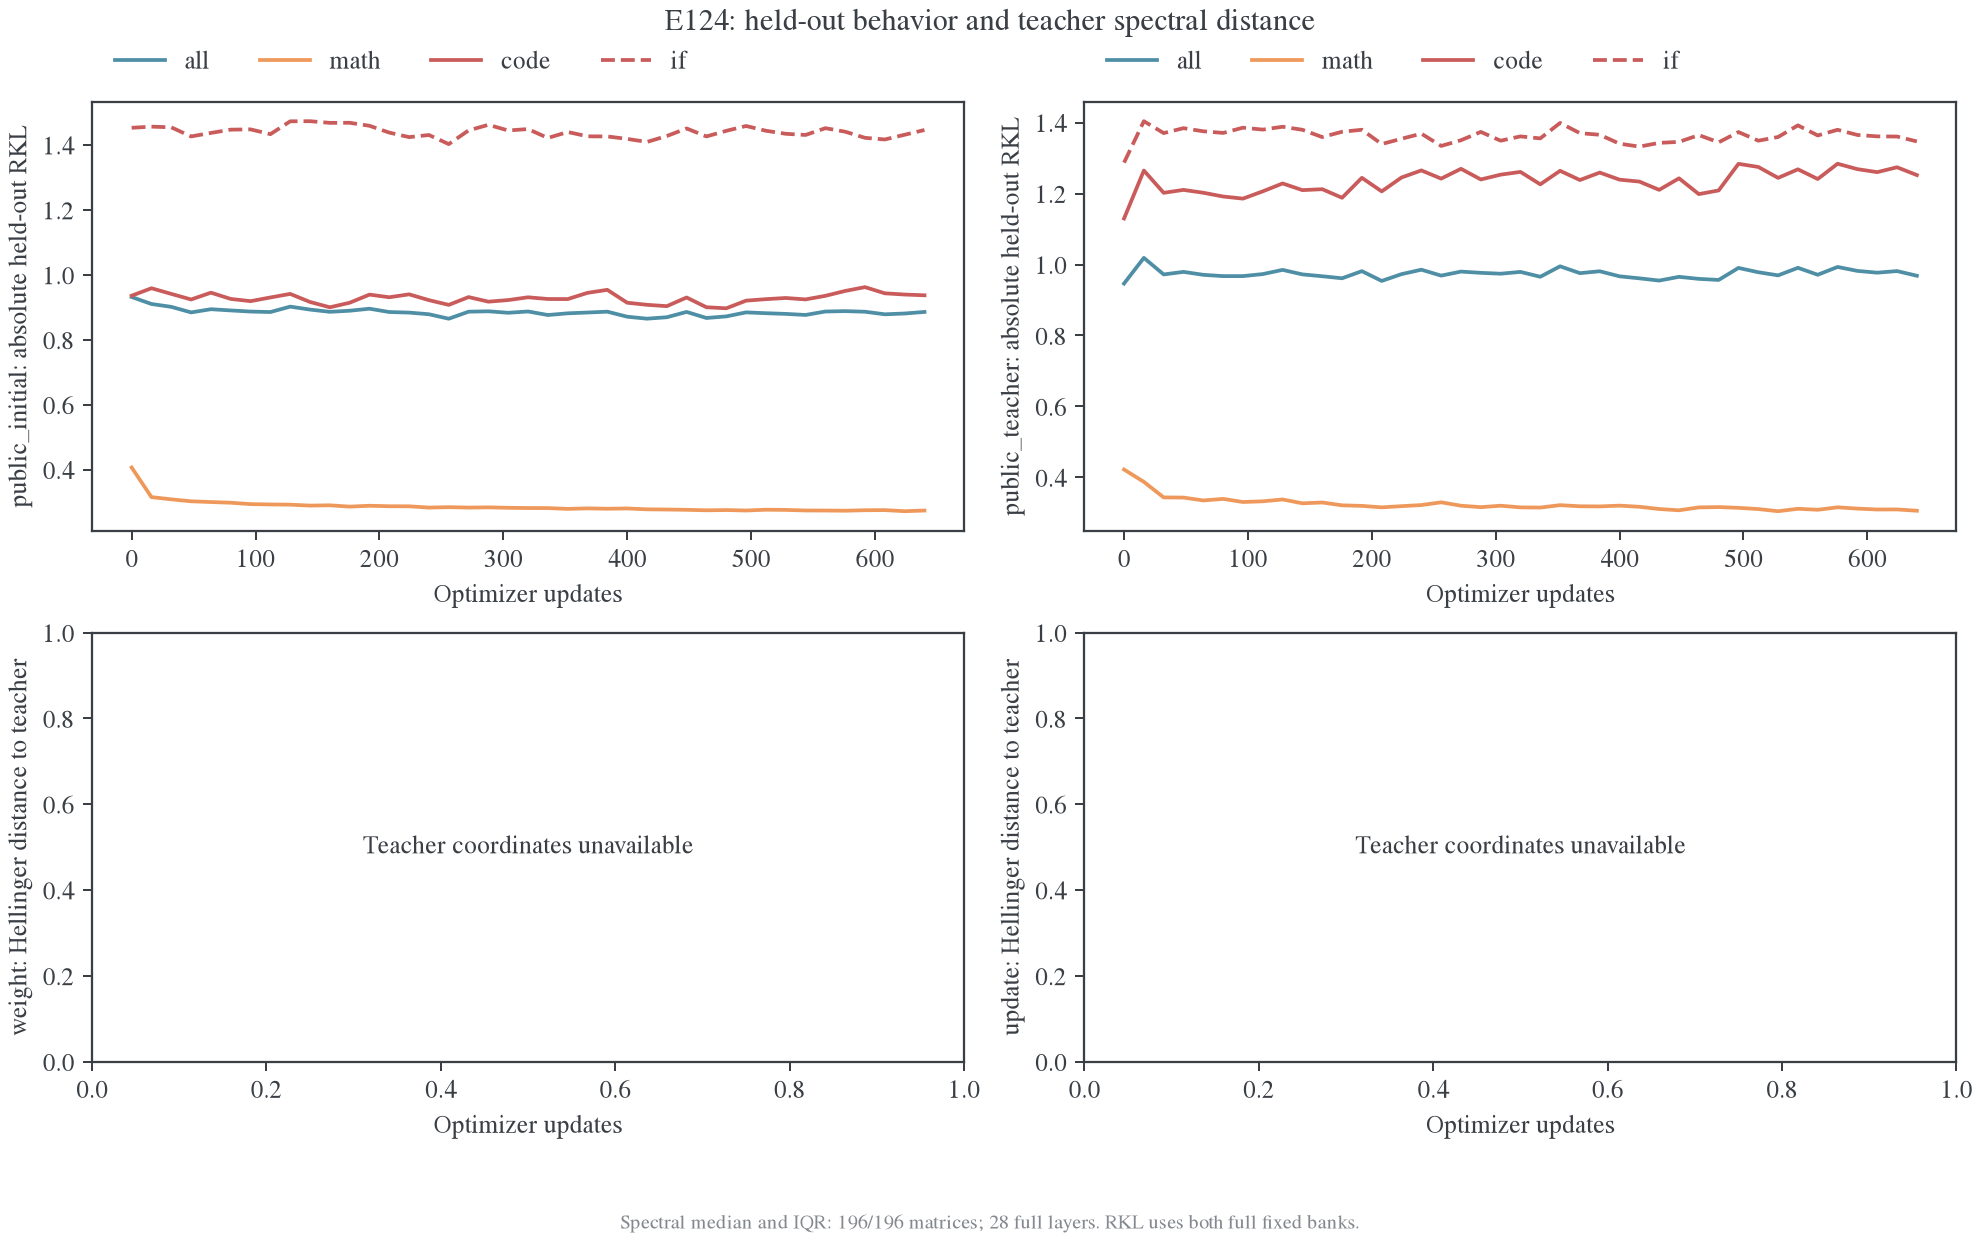 E124: held-out behavior and teacher spectral distance
all math code if
all math code if
public_initial: absolute held-out RKL
1.4
1.2
1.0
0.8
0.6
0.4
0 100 200 300 400 500 600
Optimizer updates
public_teacher: absolute held-out RKL
1.4
1.2
1.0
0.8
0.6
0.4
0 100 200 300 400 500 600
Optimizer updates
weight: Hellinger distance to teacher
1.0
0.8
0.6
0.4
0.2
0.0
Teacher coordinates unavailable
0.0 0.2 0.4 0.6 0.8 1.0
Optimizer updates
update: Hellinger distance to teacher
1.0
0.8
0.6
0.4
0.2
0.0
Teacher coordinates unavailable
0.0 0.2 0.4 0.6 0.8 1.0
Optimizer updates
Spectral median and IQR: 196/196 matrices; 28 full layers. RKL uses both full fixed banks.